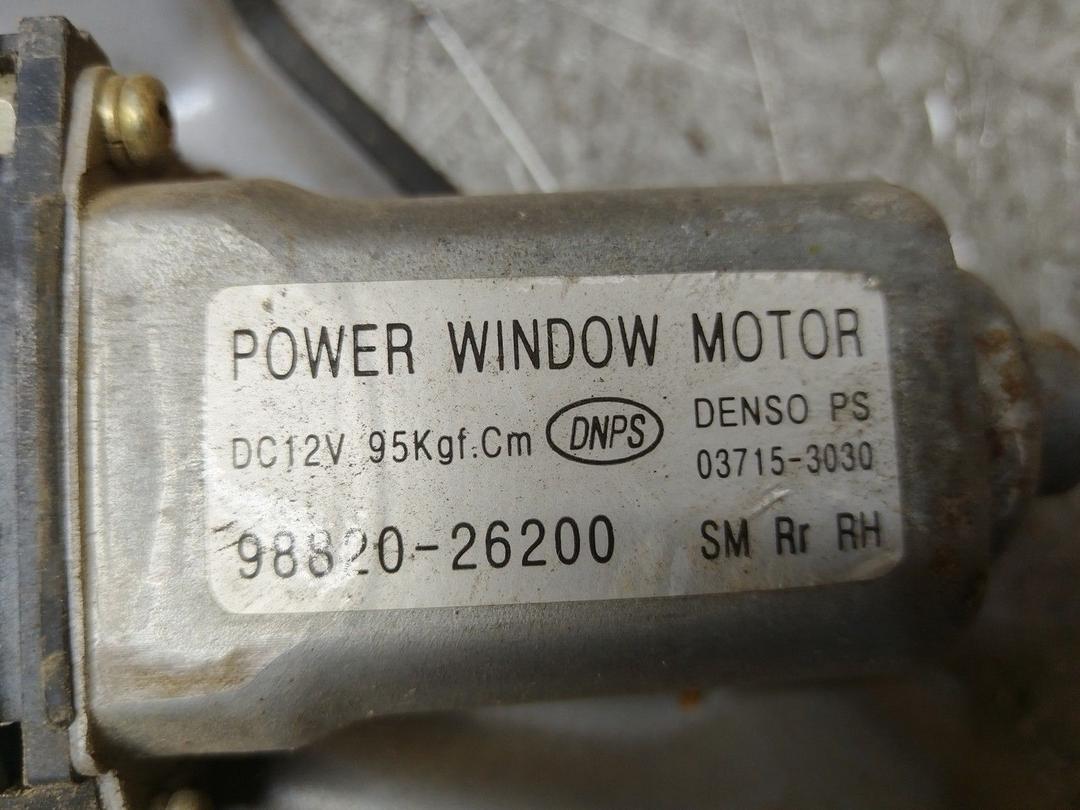 POWER WINDOW MOTOR
DC12V 95Kgf.Cm DNPS DENSO PS
03715-3030
98820-26200 SM Rr RH